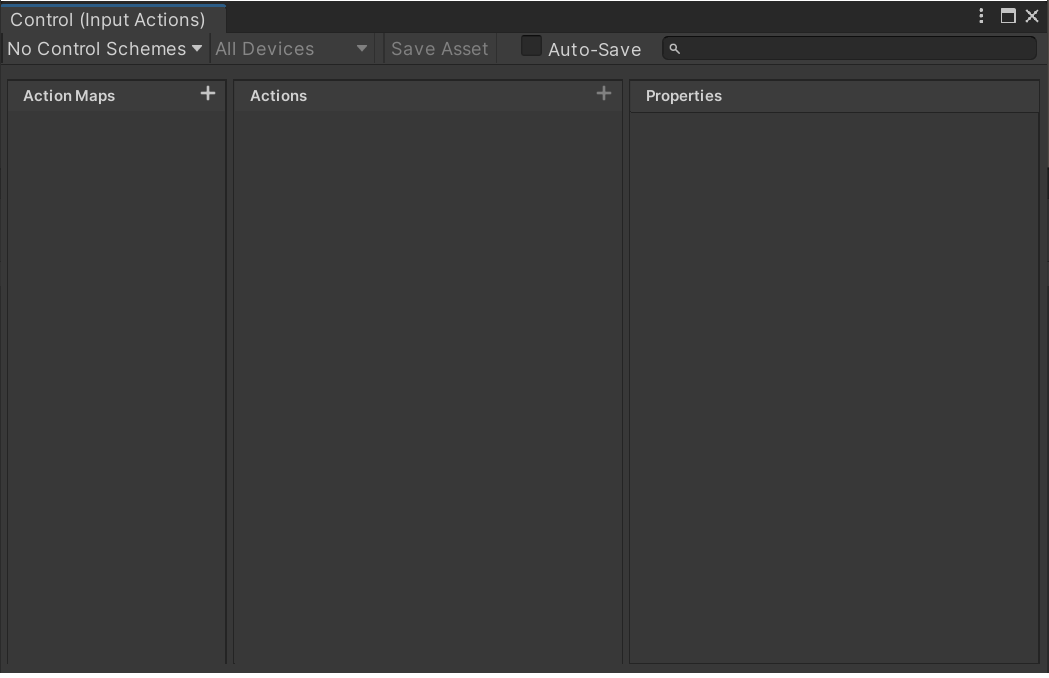 Control (Input Actions)
No Control Schemes All Devices Save Asset Auto-Save
Action Maps Actions Properties